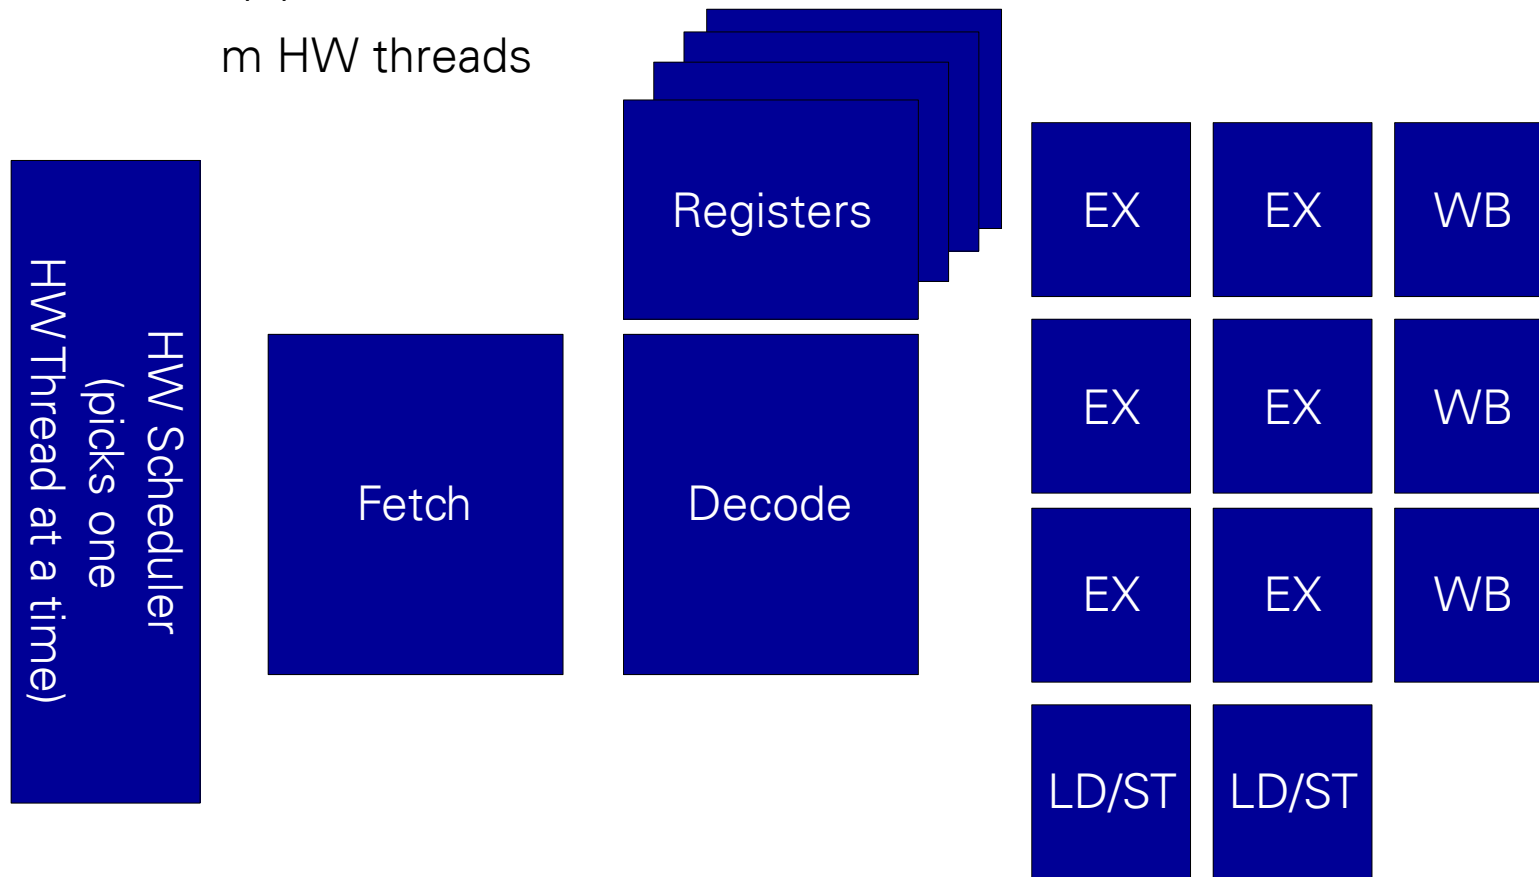 m HW threads
HW Scheduler
(picks one
HW Thread at a time)
Fetch
Registers
Decode
EX EX WB
EX EX WB
EX EX WB
LD/ST LD/ST